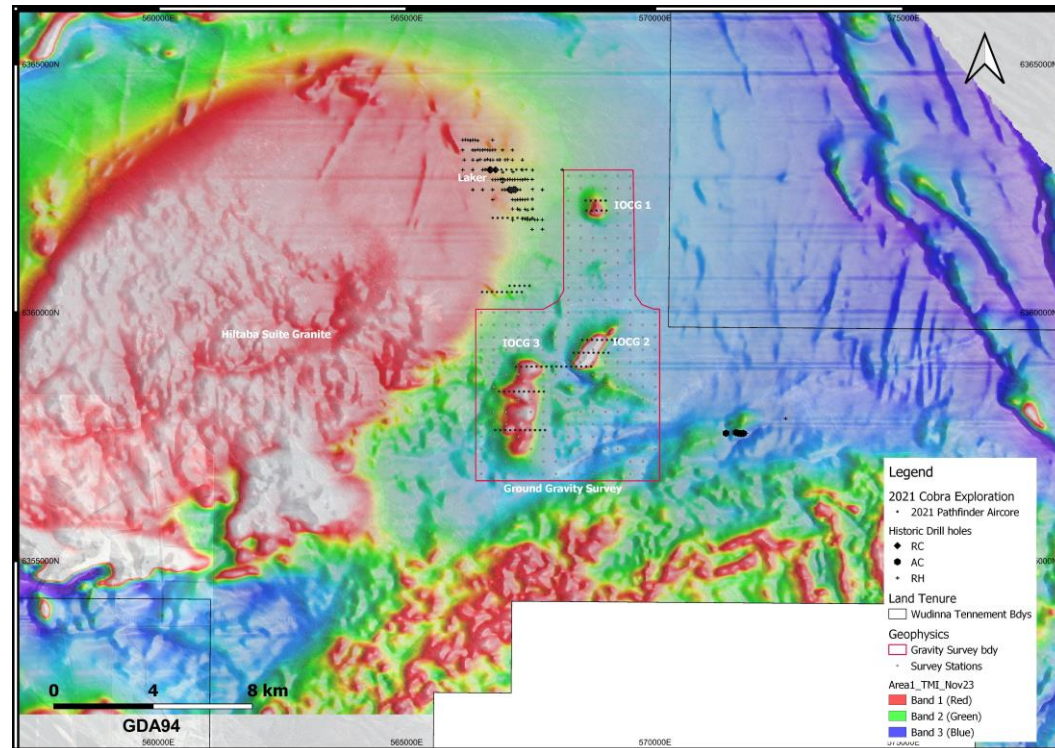 560000E
565000E
570000E
575000E
6365000N
6365000N
Laker
IOCG 1
6360000N
6360000N
Hiltaba Suite Granite
IOCG 3
IOCG 2
Ground Gravity Survey
6355000N
Legend
2021 Cobra Exploration
2021 Pathfinder Aircore
Historic Drill holes
RC
AC
RH
Land Tenure
Wudinna Tennement Bdys
Geophysics
Gravity Survey bdy
Survey Stations
Area1_TMI_Nov23
Band 1 (Red)
Band 2 (Green)
Band 3 (Blue)
0 4 8 km
GDA94
560000E
565000E
570000E
575000E